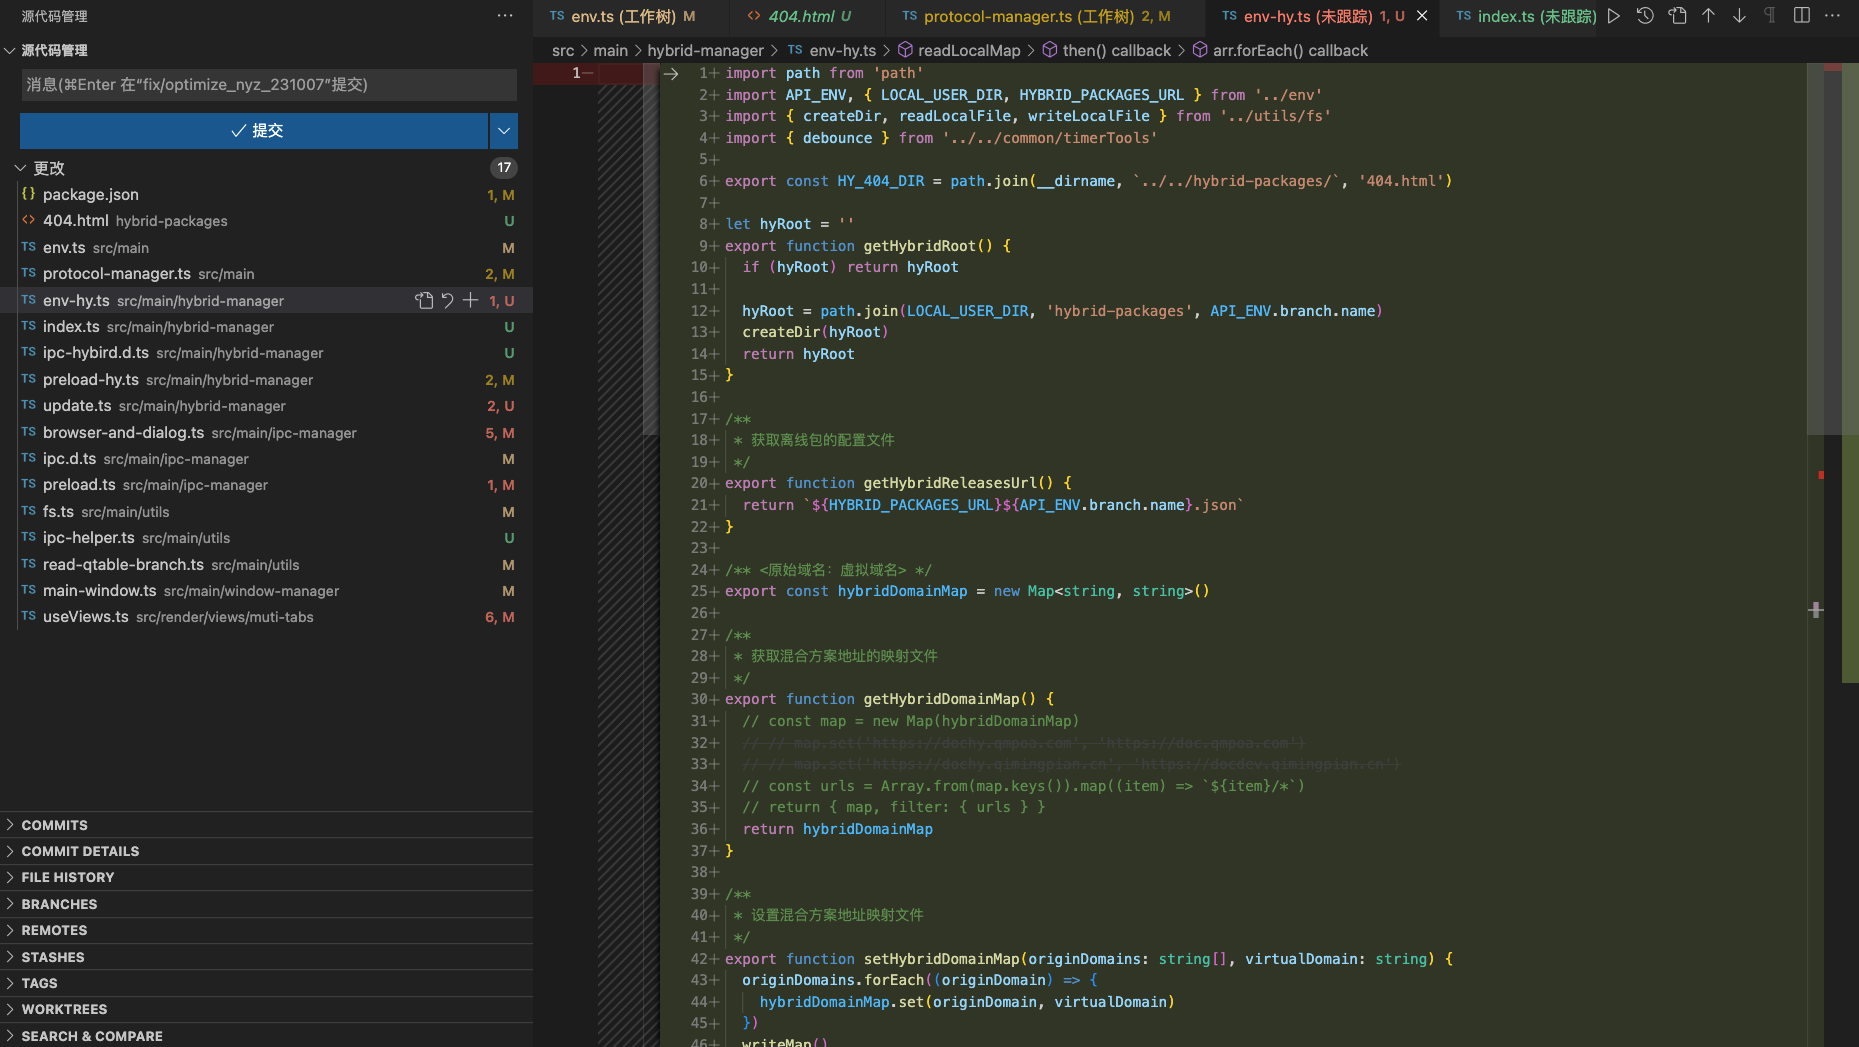 源代码管理
源代码管理
消息(⌘Enter 在“fix/optimize_nyz_231007”提交)
提交
更改 17
package.json 1, M
404.html hybrid-packages U
env.ts src/main M
protocol-manager.ts src/main 2, M
env-hy.ts src/main/hybrid-manager 1, U
index.ts src/main/hybrid-manager U
ipc-hybird.d.ts src/main/hybrid-manager U
preload-hy.ts src/main/hybrid-manager 2, M
update.ts src/main/hybrid-manager 2, U
browser-and-dialog.ts src/main/ipc-manager 5, M
ipc.d.ts src/main/ipc-manager M
preload.ts src/main/ipc-manager 1, M
fs.ts src/main/utils M
ipc-helper.ts src/main/utils U
read-qtable-branch.ts src/main/utils M
main-window.ts src/main/window-manager M
useViews.ts src/render/views/muti-tabs 6, M
COMMITS
COMMIT DETAILS
FILE HISTORY
BRANCHES
REMOTES
STASHES
TAGS
WORKTREES
SEARCH & COMPARE
TS env.ts (工作树) M
<> 404.html U
TS protocol-manager.ts (工作树) 2, M
TS env-hy.ts (未跟踪) 1, U
TS index.ts (未跟踪)
src > main > hybrid-manager > TS env-hy.ts > readLocalMap > then() callback > arr.forEach() callback
1−
1+ import path from 'path'
2+ import API_ENV, { LOCAL_USER_DIR, HYBRID_PACKAGES_URL } from '../env'
3+ import { createDir, readLocalFile, writeLocalFile } from '../utils/fs'
4+ import { debounce } from '../../common/timerTools'
5+
6+ export const HY_404_DIR = path.join(__dirname, `../../hybrid-packages/`, '404.html')
7+
8+ let hyRoot = ''
9+ export function getHybridRoot() {
10+ if (hyRoot) return hyRoot
11+
12+ hyRoot = path.join(LOCAL_USER_DIR, 'hybrid-packages', API_ENV.branch.name)
13+ createDir(hyRoot)
14+ return hyRoot
15+ }
16+
17+ /**
18+ * 获取离线包的配置文件
19+ */
20+ export function getHybridReleasesUrl() {
21+ return `${HYBRID_PACKAGES_URL}${API_ENV.branch.name}.json`
22+ }
23+
24+ /** <原始域名: 虚拟域名> */
25+ export const hybridDomainMap = new Map<string, string>()
26+
27+ /**
28+ * 获取混合方案地址的映射文件
29+ */
30+ export function getHybridDomainMap() {
31+ // const map = new Map(hybridDomainMap)
32+ // // map.set('https://dochy.qmpoa.com', 'https://doc.qmpoa.com')
33+ // // map.set('https://dochy.qimingpian.cn', 'https://docdev.qimingpian.cn')
34+ // const urls = Array.from(map.keys()).map((item) => `${item}/*`)
35+ // return { map, filter: { urls } }
36+ return hybridDomainMap
37+ }
38+
39+ /**
40+ * 设置混合方案地址映射文件
41+ */
42+ export function setHybridDomainMap(originDomains: string[], virtualDomain: string) {
43+ originDomains.forEach((originDomain) => {
44+ hybridDomainMap.set(originDomain, virtualDomain)
45+ })
46+ writeMap()